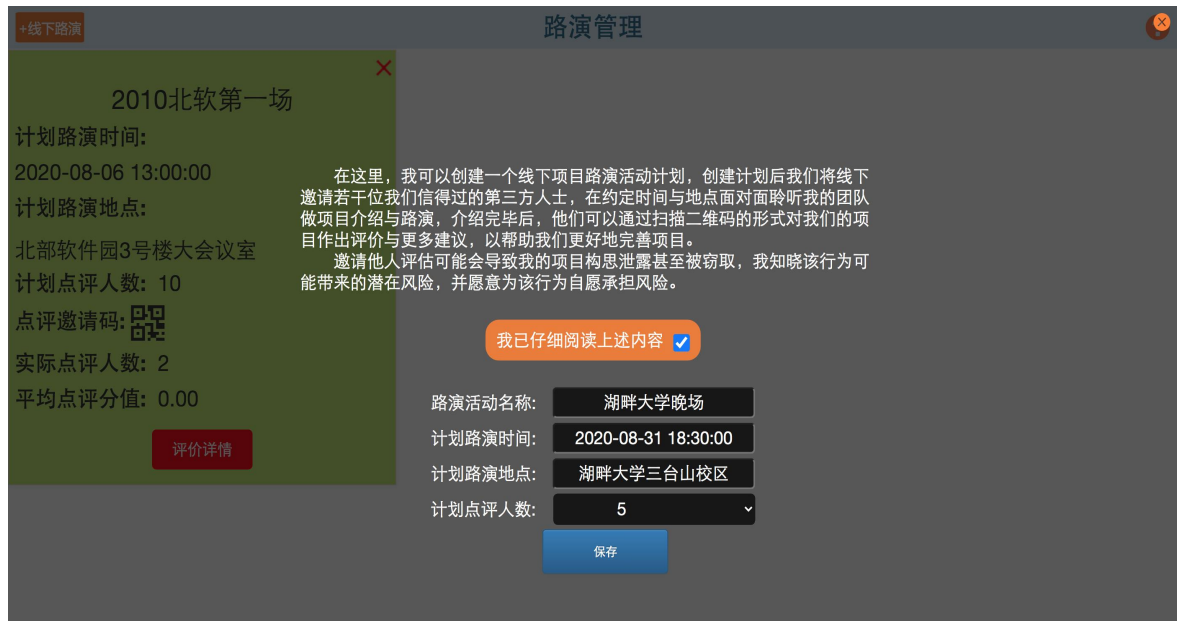 +线下路演
路演管理
2010北软第一场
计划路演时间:
2020-08-06 13:00:00
计划路演地点:
北部软件园3号楼大会议室
计划点评人数: 10
点评邀请码:
实际点评人数: 2
平均点评分值: 0.00
评价详情
在这里，我可以创建一个线下项目路演活动计划，创建计划后我们将线下
邀请若干位我们信得过的第三方人士，在约定时间与地点面对面聆听我的团队
做项目介绍与路演，介绍完毕后，他们可以通过扫描二维码的形式对我们的项
目作出评价与更多建议，以帮助我们更好地完善项目。
邀请他人评估可能会导致我的项目构思泄露甚至被窃取，我知晓该行为可
能带来的潜在风险，并愿意为该行为自愿承担风险。
我已仔细阅读上述内容
路演活动名称: 湖畔大学晚场
计划路演时间: 2020-08-31 18:30:00
计划路演地点: 湖畔大学三台山校区
计划点评人数: 5
保存